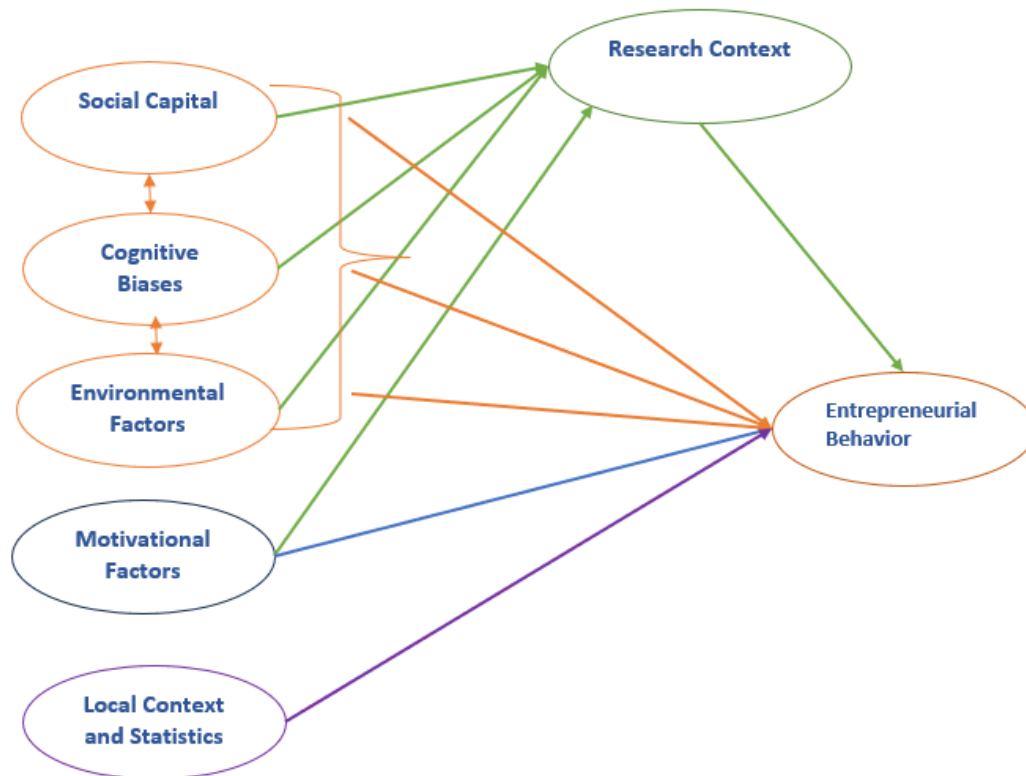 Research Context
Social Capital
Cognitive
Biases
Environmental
Factors
Entrepreneurial
Behavior
Motivational
Factors
Local Context
and Statistics